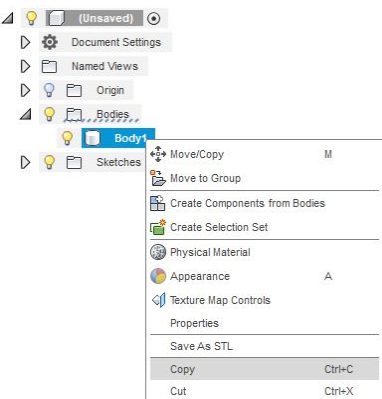 (Unsaved)
Document Settings
Named Views
Origin
Bodies
Body1
Sketches
Move/Copy M
Move to Group
Create Components from Bodies
Create Selection Set
Physical Material
Appearance A
Texture Map Controls
Properties
Save As STL
Copy Ctrl+C
Cut Ctrl+X